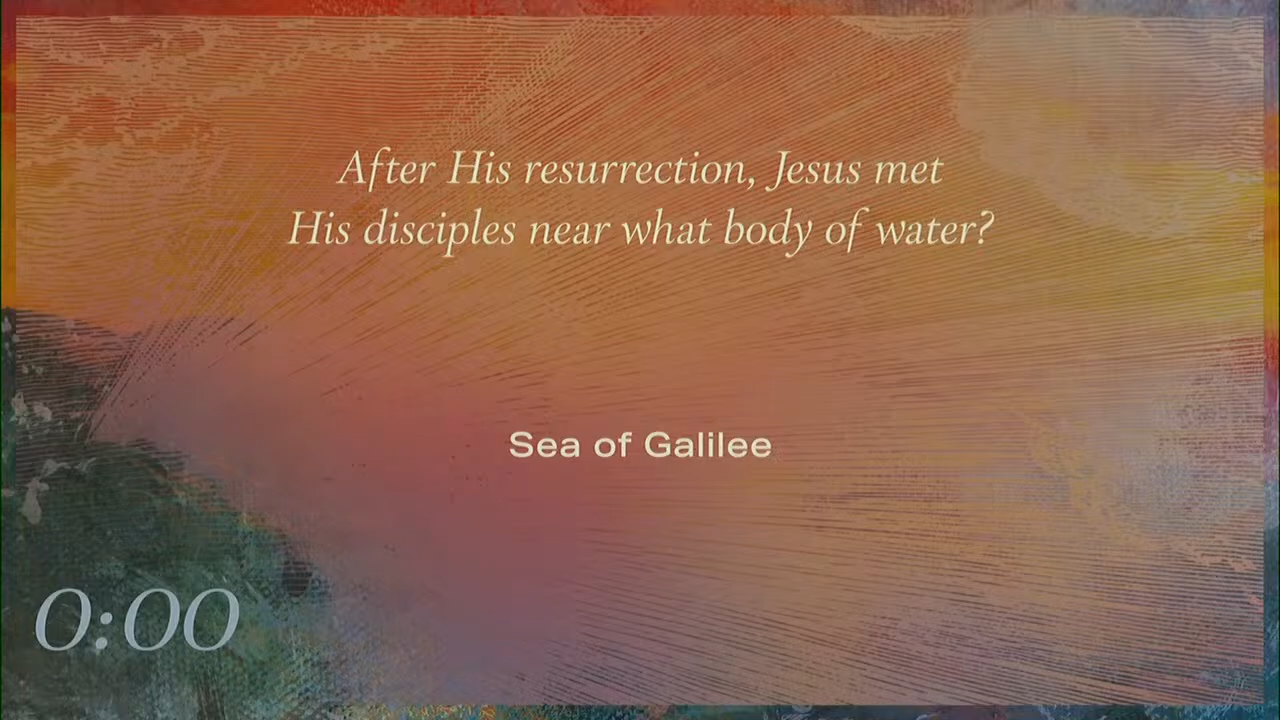 After His resurrection, Jesus met
His disciples near what body of water?
Sea of Galilee
0:00